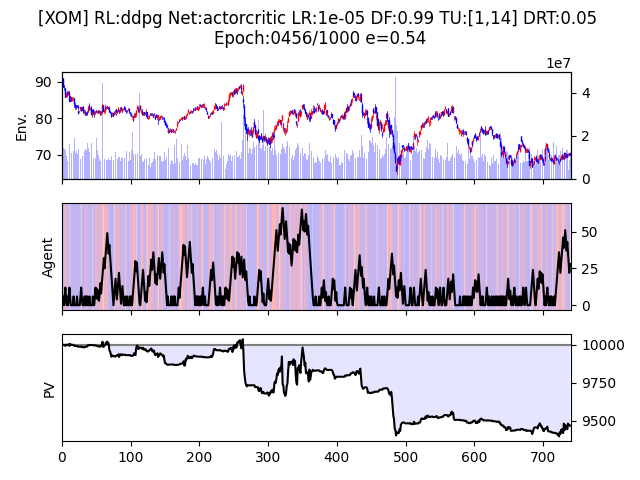 [XOM] RL:ddpg Net:actorcritic LR:1e-05 DF:0.99 TU:[1,14] DRT:0.05
Epoch:0456/1000 e=0.54
1e7
Env.
90
80
70
4
2
0
Agent
50
25
0
PV
10000
9750
9500
0 100 200 300 400 500 600 700